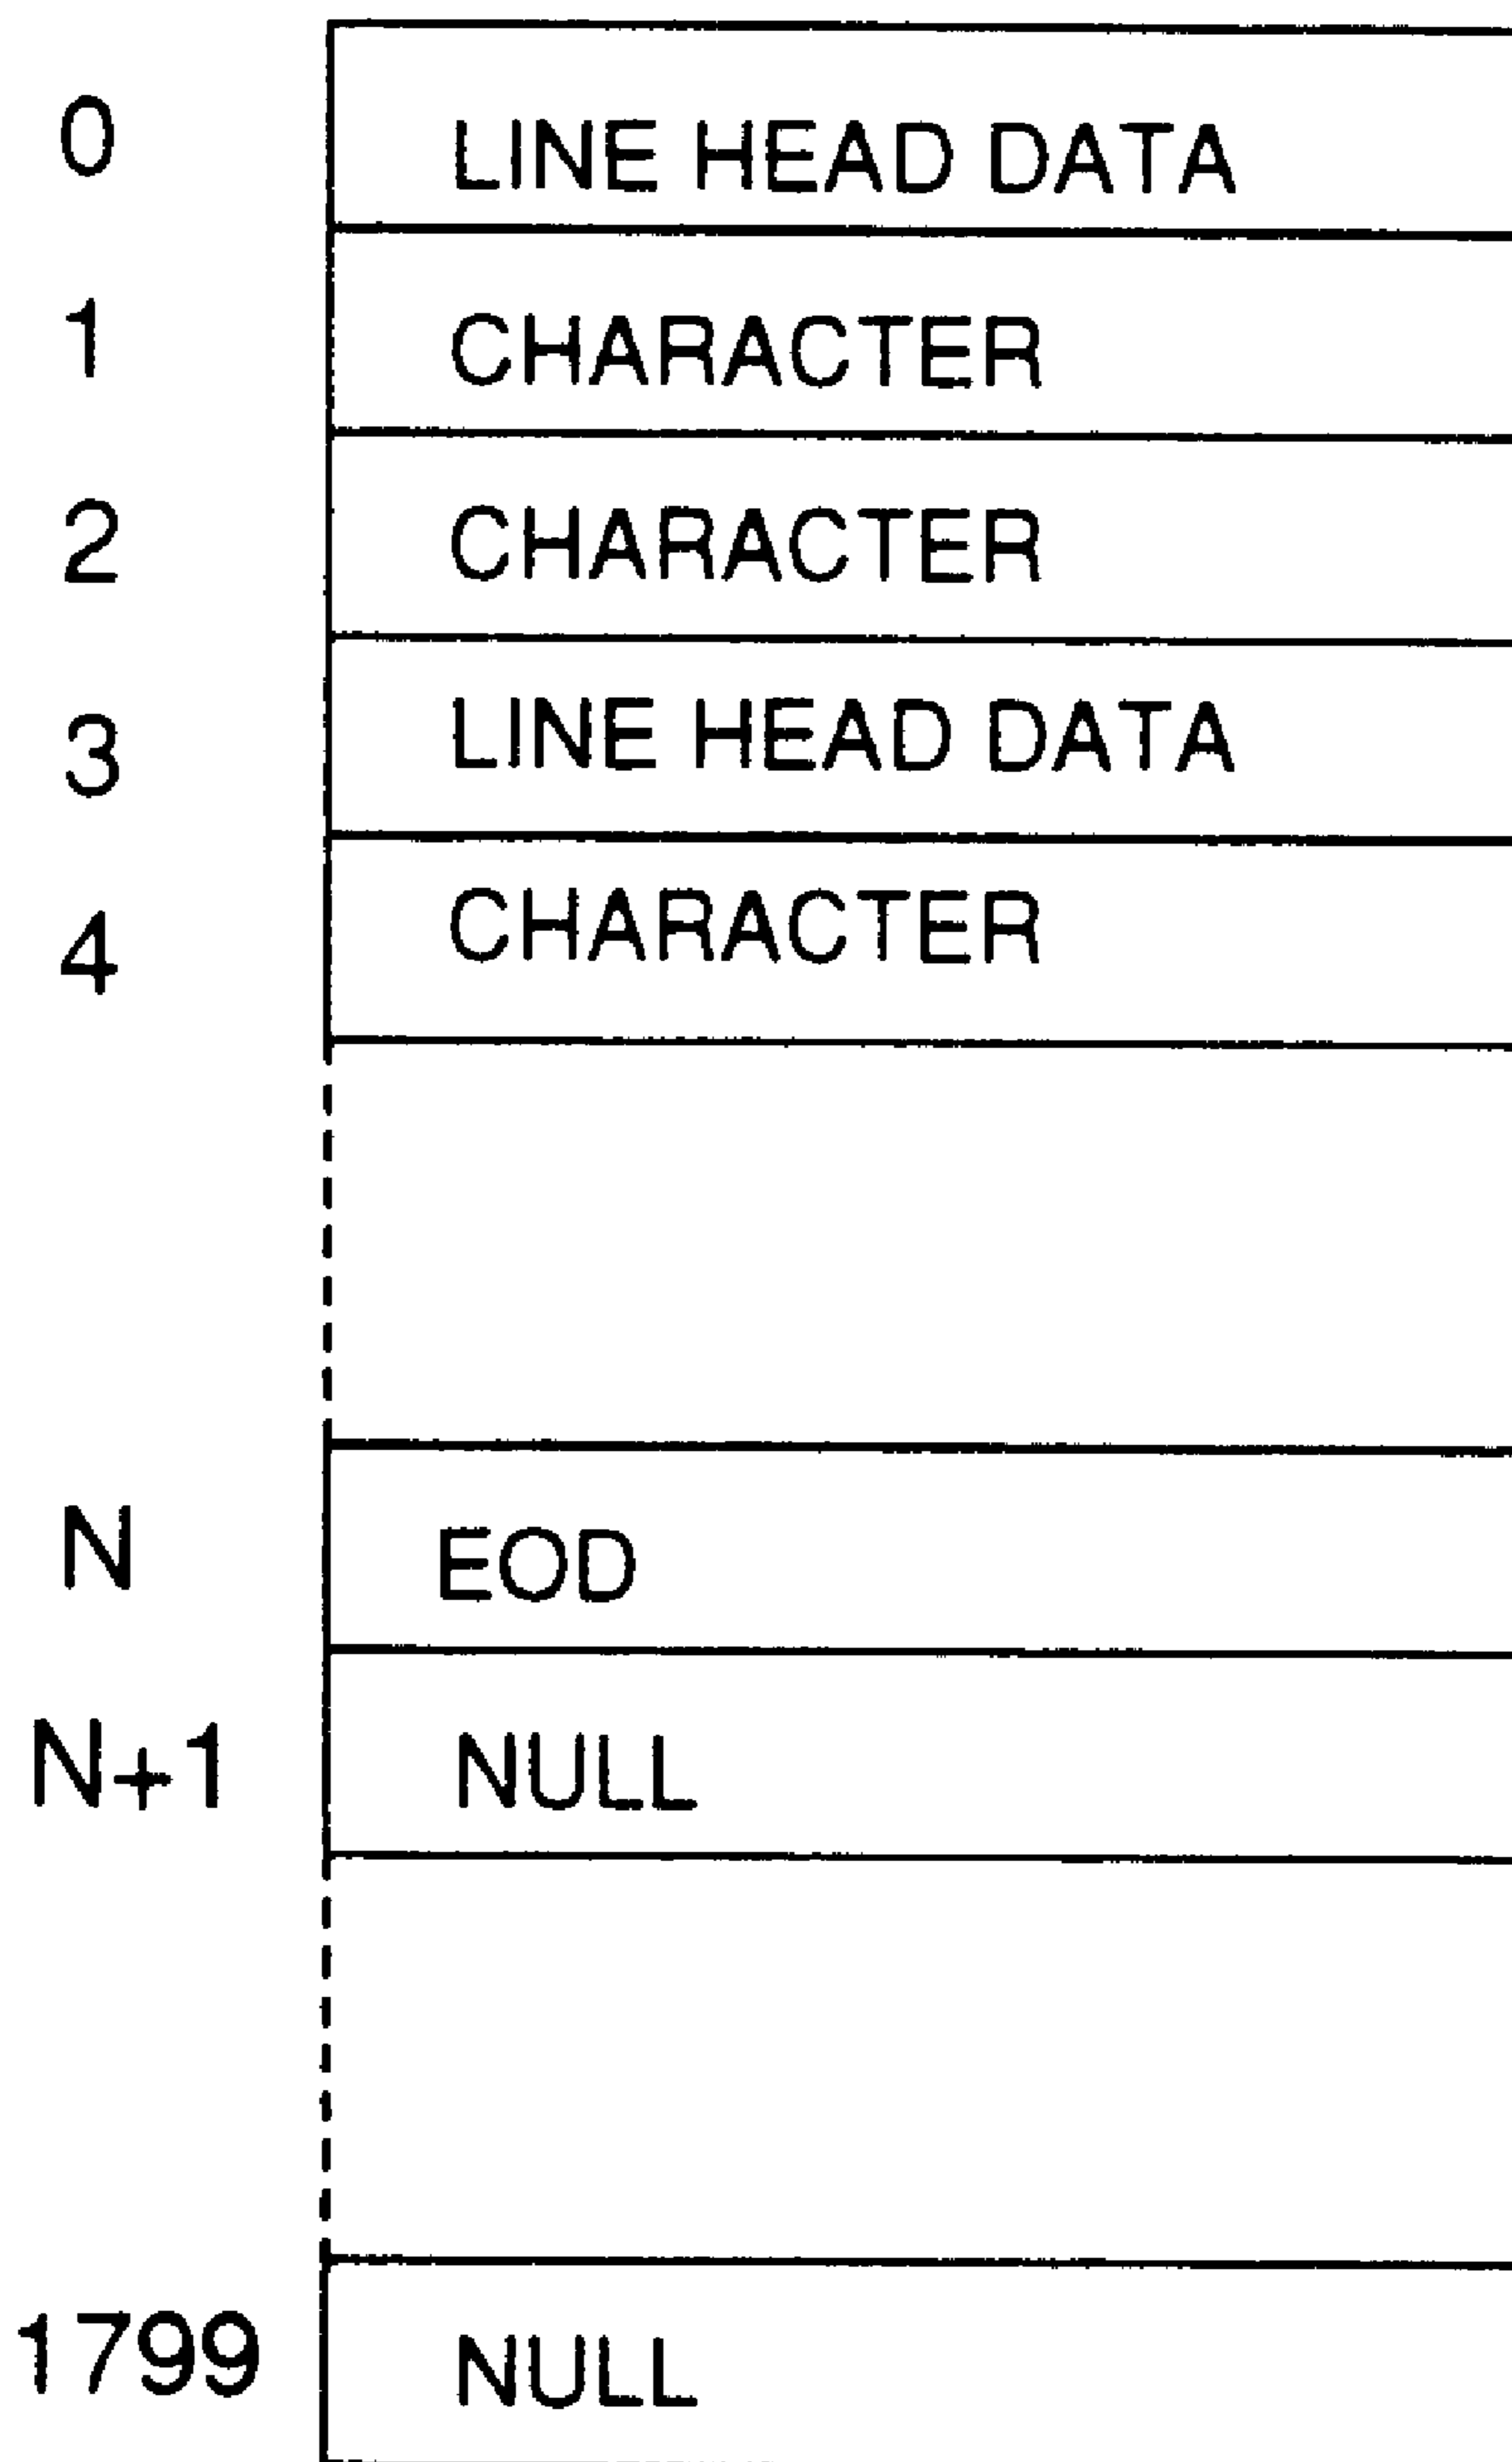 0 LINE HEAD DATA
1 CHARACTER
2 CHARACTER
3 LINE HEAD DATA
4 CHARACTER
N EOD
N+1 NULL
1799 NULL